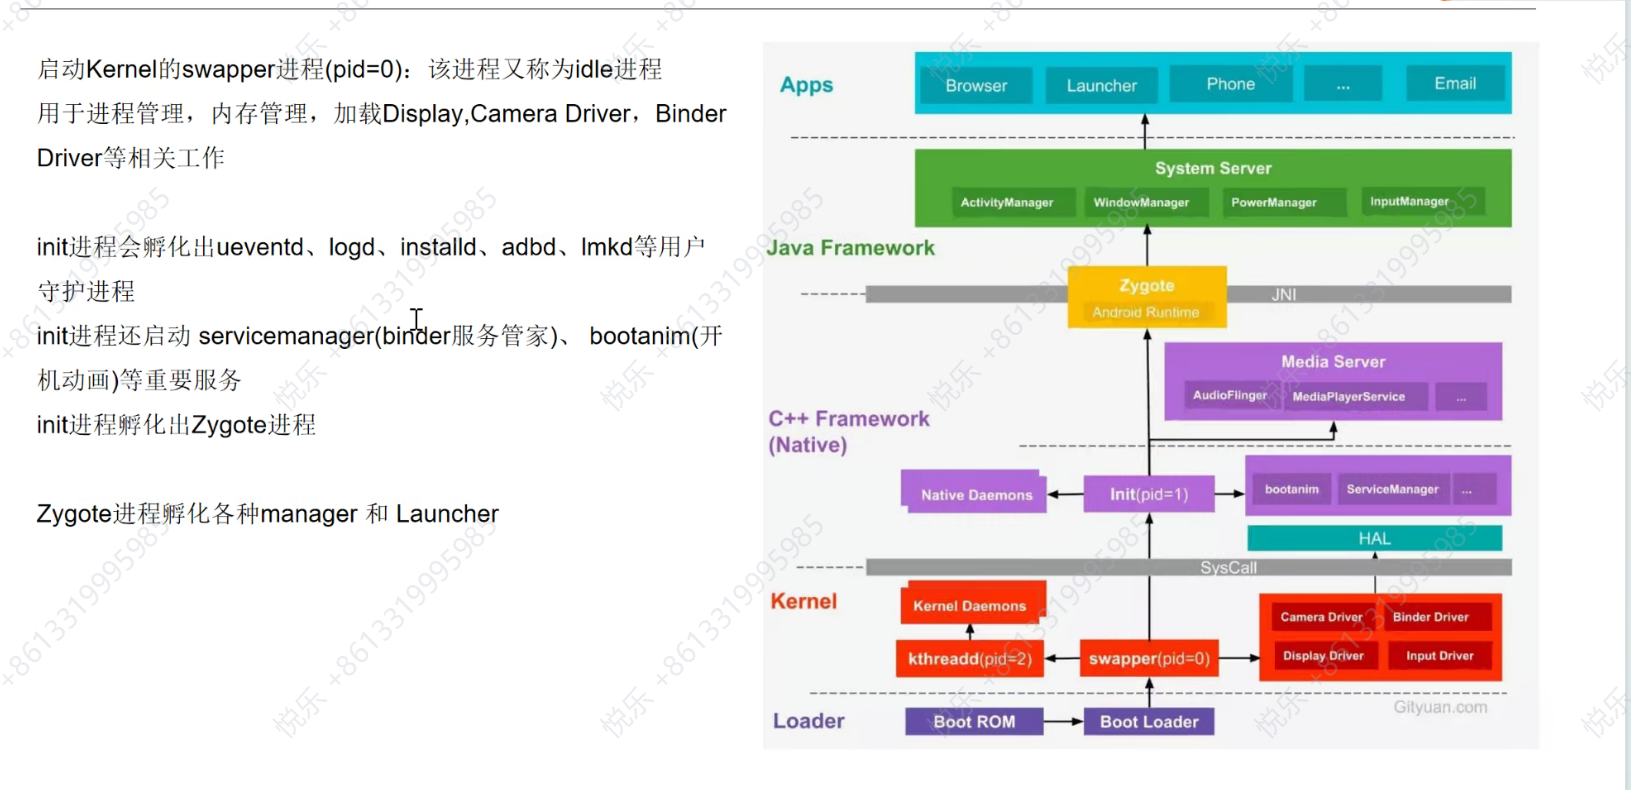 启动Kernel的swapper进程(pid=0)：该进程又称为idle进程
用于进程管理，内存管理，加载Display,Camera Driver，Binder
Driver等相关工作
init进程会孵化出ueventd、logd、installd、adbd、lmkd等用户
守护进程
init进程还启动 servicemanager(binder服务管家)、 bootanim(开
机动画)等重要服务
init进程孵化出Zygote进程
Zygote进程孵化各种manager 和 Launcher
Apps
Browser
Launcher
Phone
...
Email
System Server
ActivityManager
WindowManager
PowerManager
InputManager
Java Framework
Zygote
Android Runtime
JNI
Media Server
AudioFlinger
MediaPlayerService
...
C++ Framework
(Native)
Native Daemons
Init(pid=1)
bootanim
ServiceManager
...
HAL
SysCall
Kernel
Kernel Daemons
Camera Driver
Binder Driver
kthreadd(pid=2)
swapper(pid=0)
Display Driver
Input Driver
Gityuan.com
Loader
Boot ROM
Boot Loader
悦乐 +8613319995985